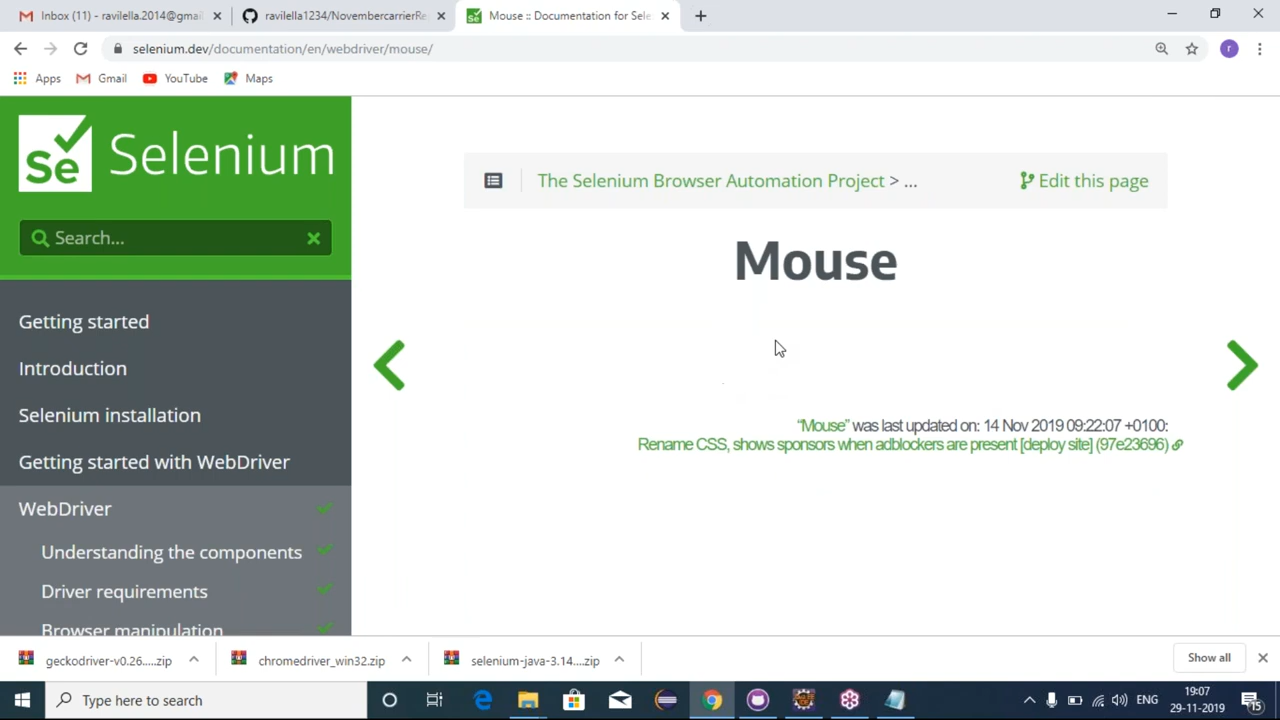 Inbox (11) - ravilella.2014@gmai
ravilella1234/NovembercarrierRe
Mouse :: Documentation for Sele
selenium.dev/documentation/en/webdriver/mouse/
r
Apps
Gmail
YouTube
Maps
Se Selenium
Search...
Getting started
Introduction
Selenium installation
Getting started with WebDriver
WebDriver
Understanding the components
Driver requirements
Browser manipulation
The Selenium Browser Automation Project > ...
Edit this page
Mouse
“Mouse” was last updated on: 14 Nov 2019 09:22:07 +0100:
Rename CSS, shows sponsors when adblockers are present [deploy site] (97e23696)
geckodriver-v0.26....zip
chromedriver_win32.zip
selenium-java-3.14....zip
Show all
Type here to search
ENG
19:07
29-11-2019
15